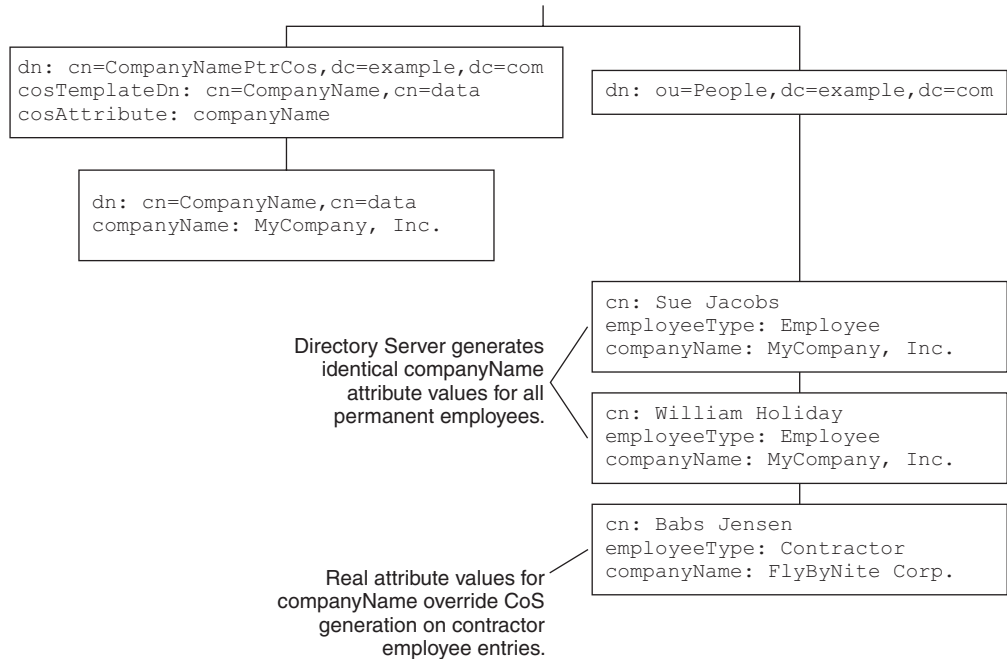 dn: cn=CompanyNamePtrCos,dc=example,dc=com
cosTemplateDn: cn=CompanyName,cn=data
cosAttribute: companyName
dn: ou=People,dc=example,dc=com
dn: cn=CompanyName,cn=data
companyName: MyCompany, Inc.
cn: Sue Jacobs
employeeType: Employee
companyName: MyCompany, Inc.
Directory Server generates
identical companyName
attribute values for all
permanent employees.
cn: William Holiday
employeeType: Employee
companyName: MyCompany, Inc.
cn: Babs Jensen
employeeType: Contractor
companyName: FlyByNite Corp.
Real attribute values for
companyName override CoS
generation on contractor
employee entries.